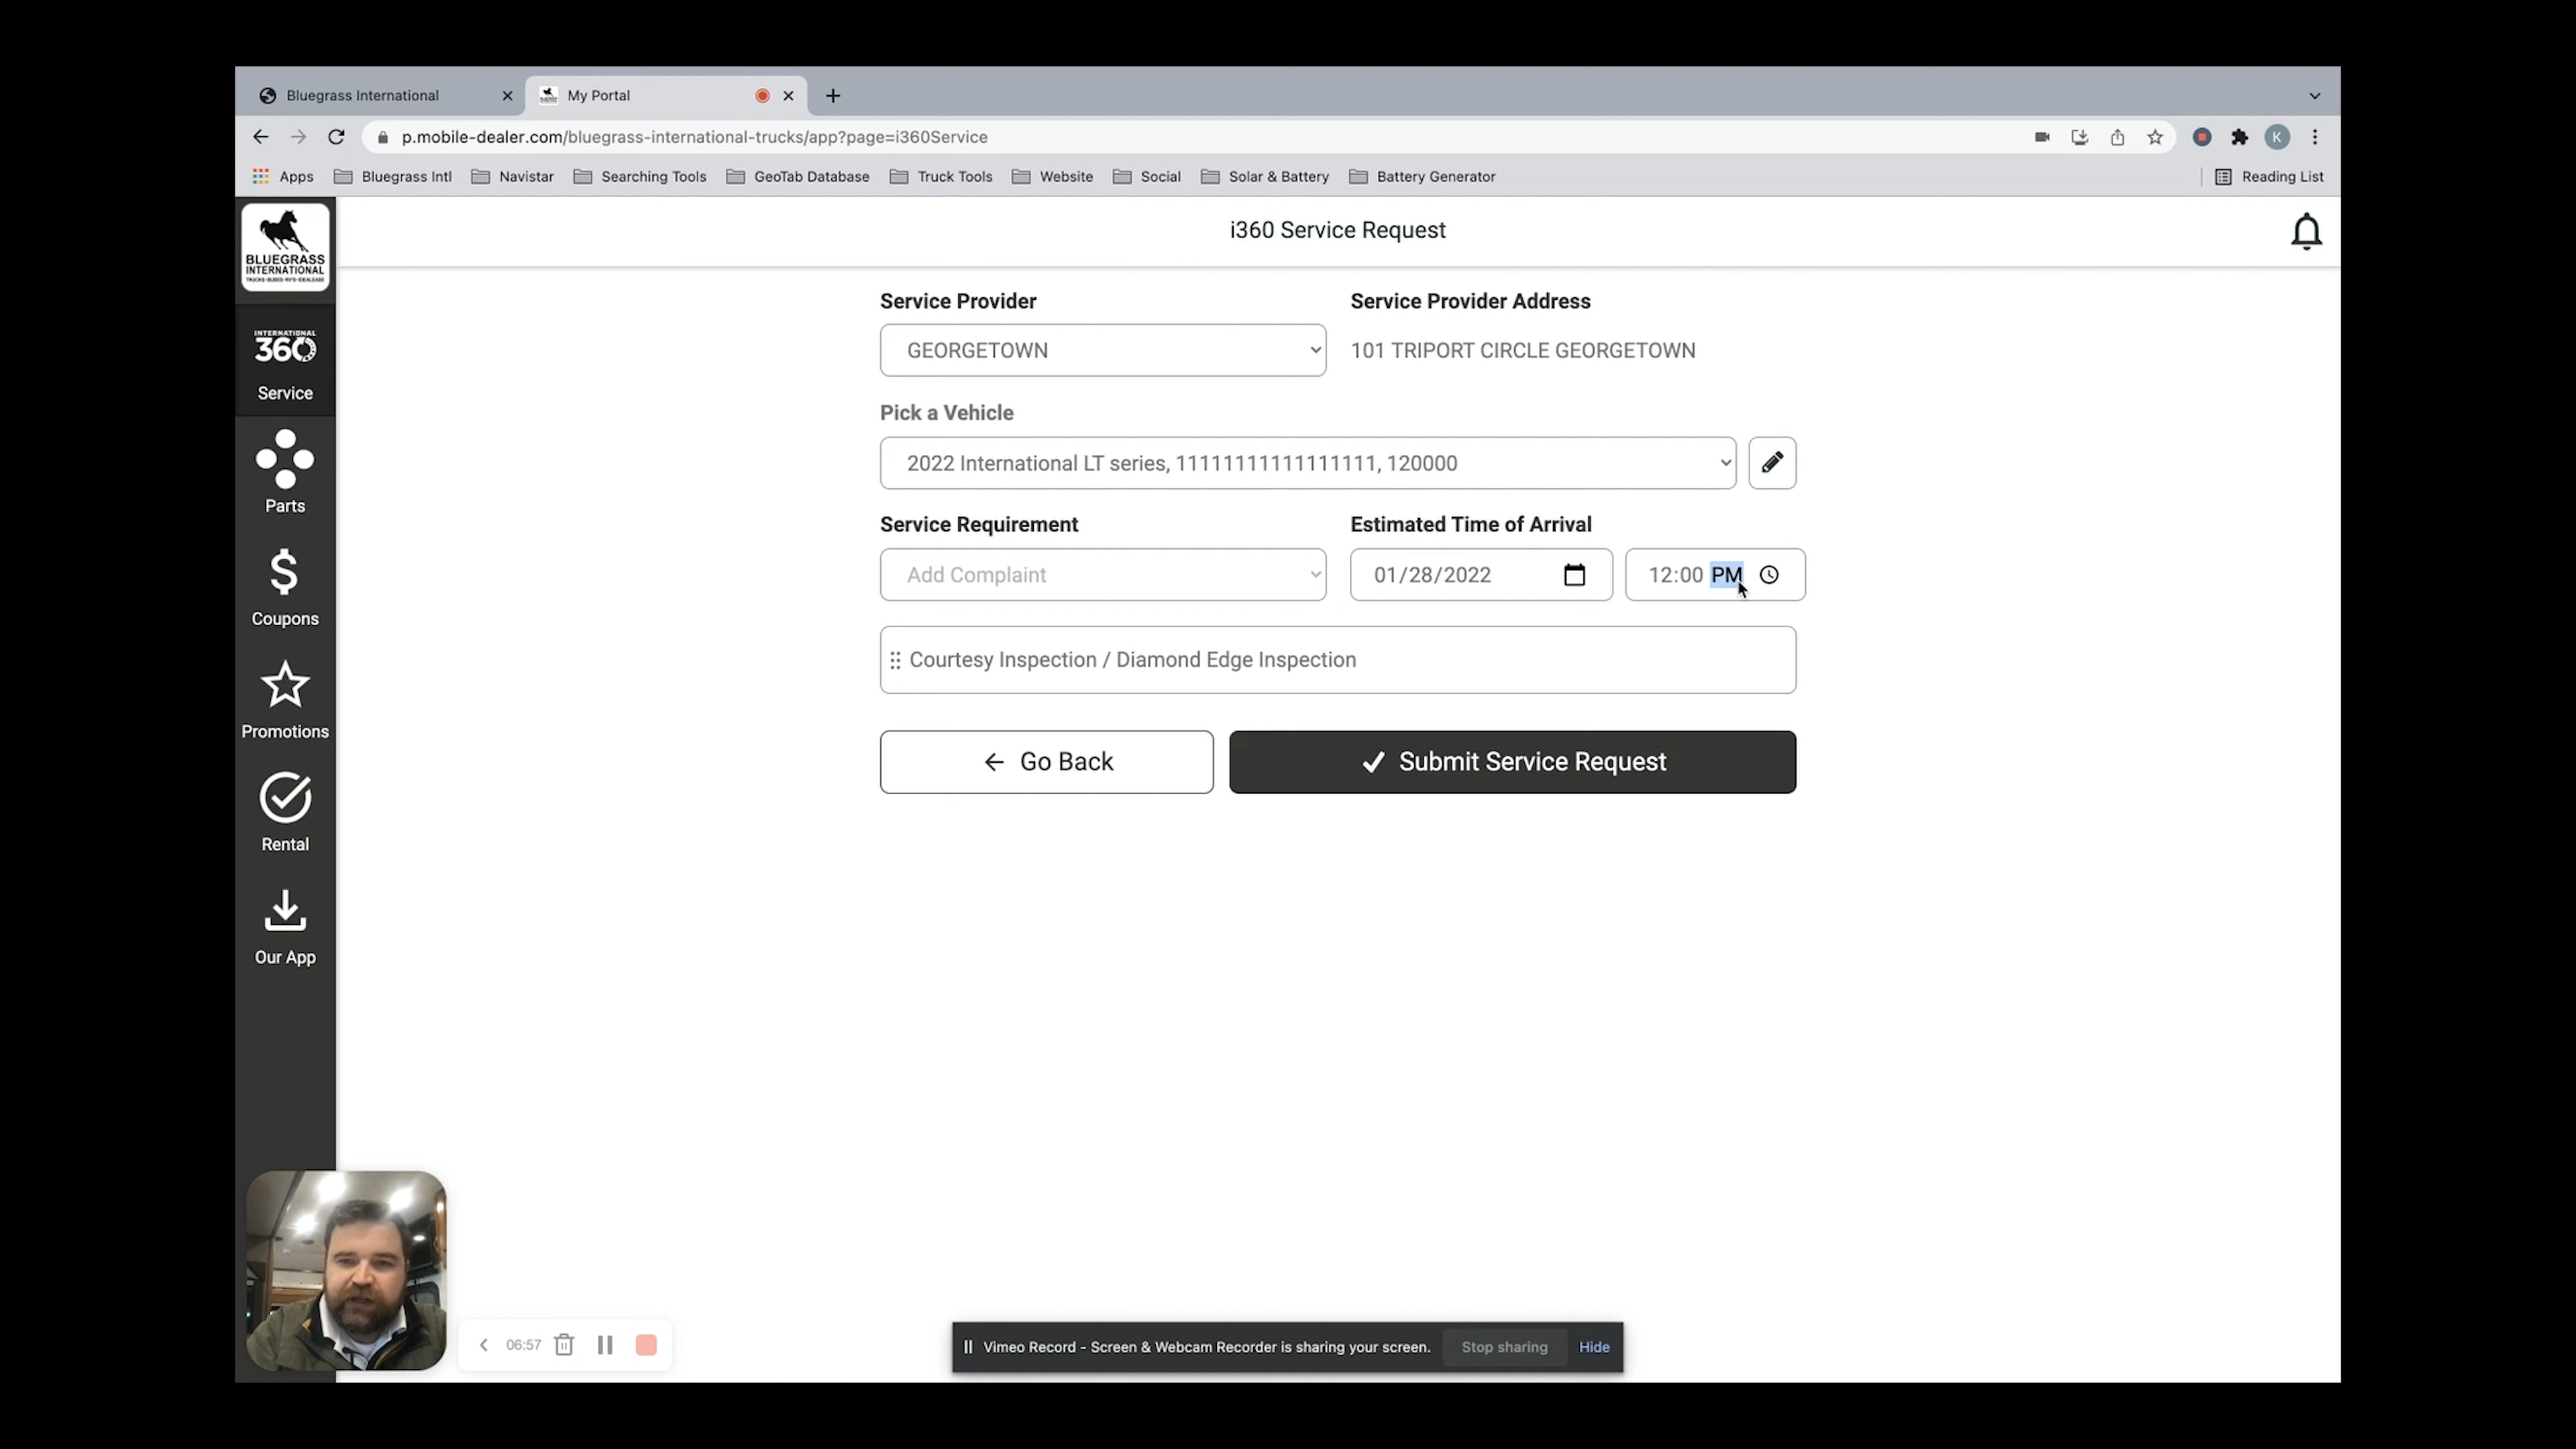 Bluegrass International
My Portal
p.mobile-dealer.com/bluegrass-international-trucks/app?page=i360Service
K
Apps
Bluegrass Intl
Navistar
Searching Tools
GeoTab Database
Truck Tools
Website
Social
Solar & Battery
Battery Generator
Reading List
BLUEGRASS
INTERNATIONAL
TRUCKS-BUSES-RV'S-IDEALEASE
i360 Service Request
INTERNATIONAL
360
Service
Parts
Coupons
Promotions
Rental
Our App
Service Provider
Service Provider Address
GEORGETOWN
101 TRIPORT CIRCLE GEORGETOWN
Pick a Vehicle
2022 International LT series, 11111111111111111, 120000
Service Requirement
Estimated Time of Arrival
Add Complaint
01/28/2022
12:00 PM
Courtesy Inspection / Diamond Edge Inspection
Go Back
Submit Service Request
06:57
Vimeo Record - Screen & Webcam Recorder is sharing your screen.
Stop sharing
Hide